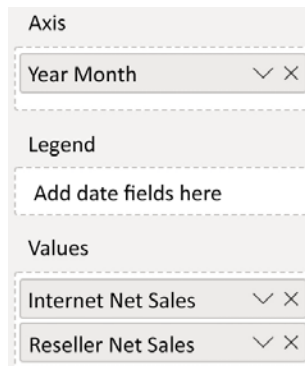 Axis
Year Month
Legend
Add date fields here
Values
Internet Net Sales
Reseller Net Sales